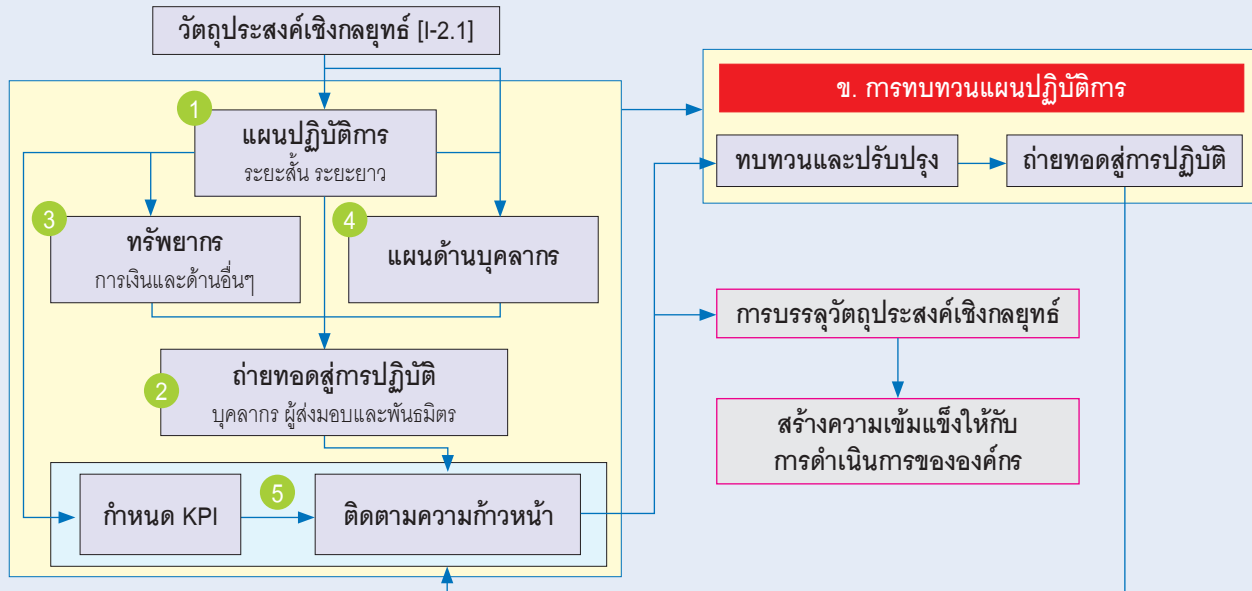 วัตถุประสงค์เชิงกลยุทธ์ [I-2.1]
1
แผนปฏิบัติการ
ระยะสั้น ระยะยาว
3
ทรัพยากร
การเงินและด้านอื่นๆ
4
แผนด้านบุคลากร
2
ถ่ายทอดสู่การปฏิบัติ
บุคลากร ผู้ส่งมอบและพันธมิตร
กำหนด KPI
5
ติดตามความก้าวหน้า
ข. การทบทวนแผนปฏิบัติการ
ทบทวนและปรับปรุง
ถ่ายทอดสู่การปฏิบัติ
การบรรลุวัตถุประสงค์เชิงกลยุทธ์
สร้างความเข้มแข็งให้กับ
การดำเนินการขององค์กร